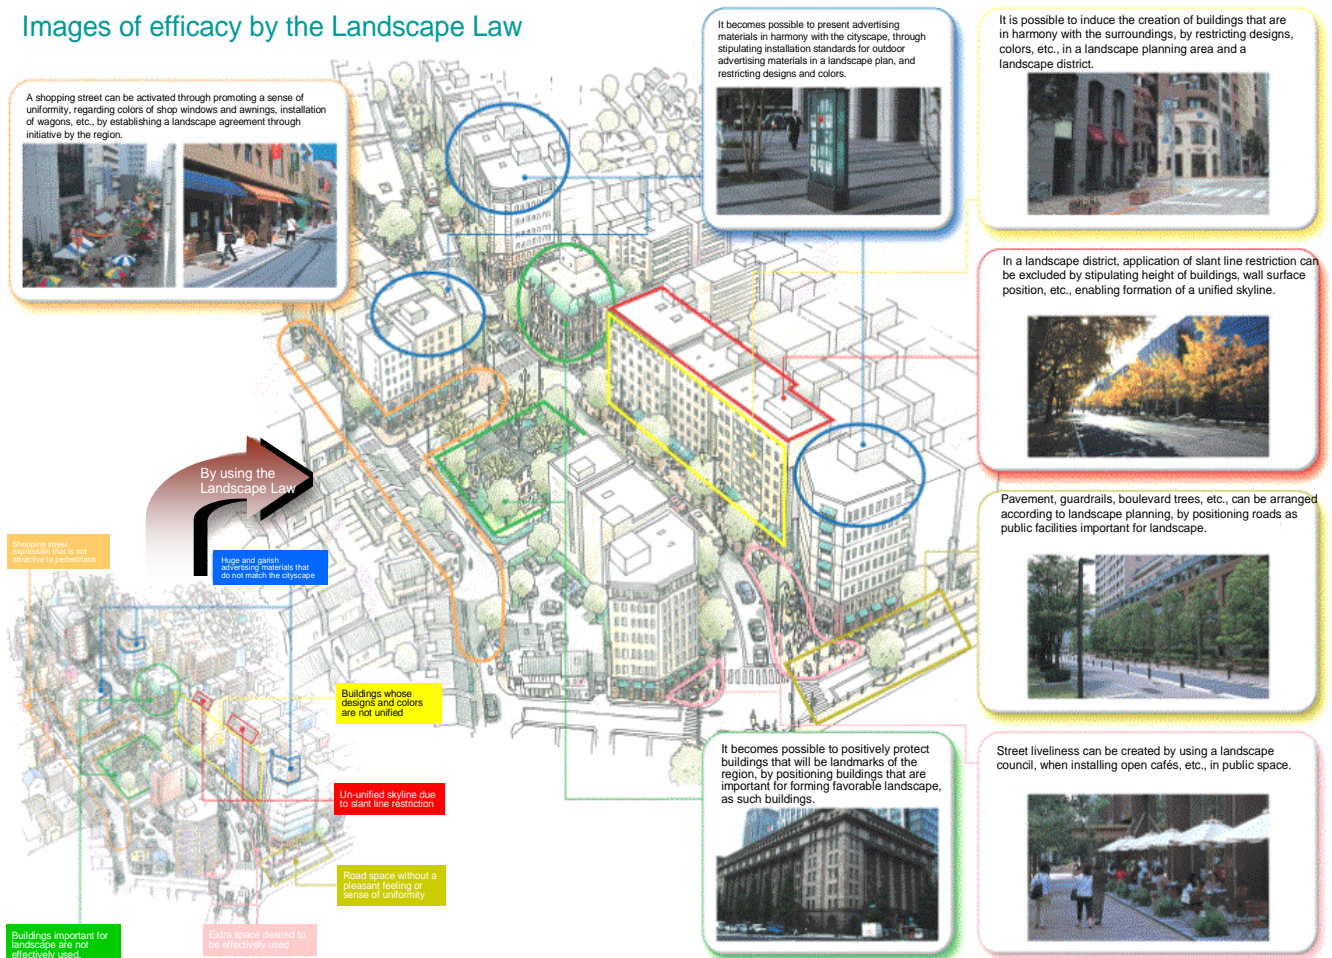 Images of efficacy by the Landscape Law
A shopping street can be activated through promoting a sense of
uniformity, regarding colors of shop windows and awnings, installation
of wagons, etc., by establishing a landscape agreement through
initiative by the region.
It becomes possible to present advertising
materials in harmony with the cityscape, through
stipulating installation standards for outdoor
advertising materials in a landscape plan, and
restricting designs and colors.
It is possible to induce the creation of buildings that are
in harmony with the surroundings, by restricting designs,
colors, etc., in a landscape planning area and a
landscape district.
In a landscape district, application of slant line restriction can
be excluded by stipulating height of buildings, wall surface
position, etc., enabling formation of a unified skyline.
By using the
Landscape Law
Pavement, guardrails, boulevard trees, etc., can be arranged
according to landscape planning, by positioning roads as
public facilities important for landscape.
Shopping street
expression that is not
attractive to pedestrians
Huge and garish
advertising materials that
do not match the cityscape
Buildings whose
designs and colors
are not unified
Un-unified skyline due
to slant line restriction
Road space without a
pleasant feeling or
sense of uniformity
Buildings important for
landscape are not
effectively used.
Extra space desired to
be effectively used
It becomes possible to positively protect
buildings that will be landmarks of the
region, by positioning buildings that are
important for forming favorable landscape,
as such buildings.
Street liveliness can be created by using a landscape
council, when installing open cafés, etc., in public space.